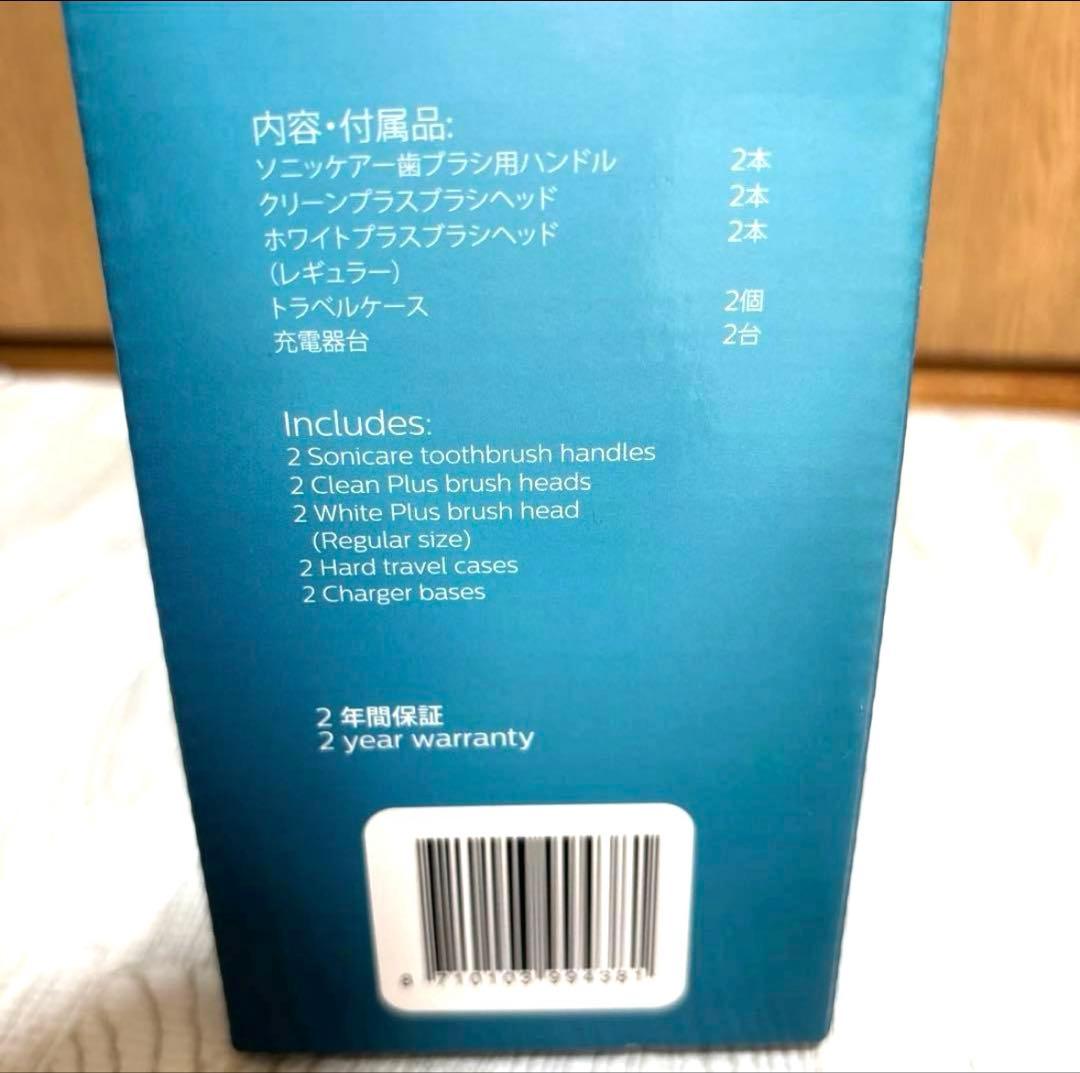 内容・付属品:
ソニッケアー歯ブラシ用ハンドル 2本
クリーンプラスブラシヘッド 2本
ホワイトプラスブラシヘッド 2本
(レギュラー)
トラベルケース 2個
充電器台 2台
Includes:
2 Sonicare toothbrush handles
2 Clean Plus brush heads
2 White Plus brush head
(Regular size)
2 Hard travel cases
2 Charger bases
2 年間保証
2 year warranty
8 710103 994381